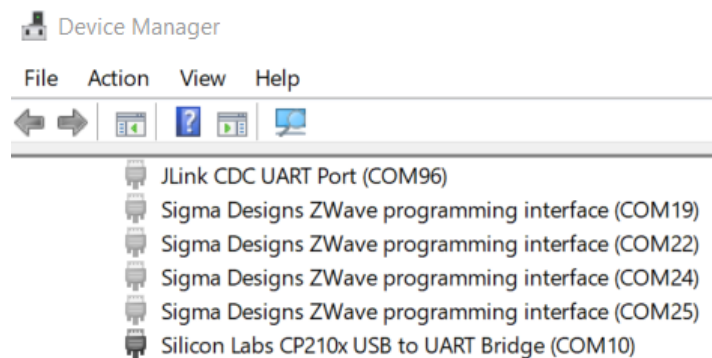 Device Manager
File Action View Help
?
JLink CDC UART Port (COM96)
Sigma Designs ZWave programming interface (COM19)
Sigma Designs ZWave programming interface (COM22)
Sigma Designs ZWave programming interface (COM24)
Sigma Designs ZWave programming interface (COM25)
Silicon Labs CP210x USB to UART Bridge (COM10)